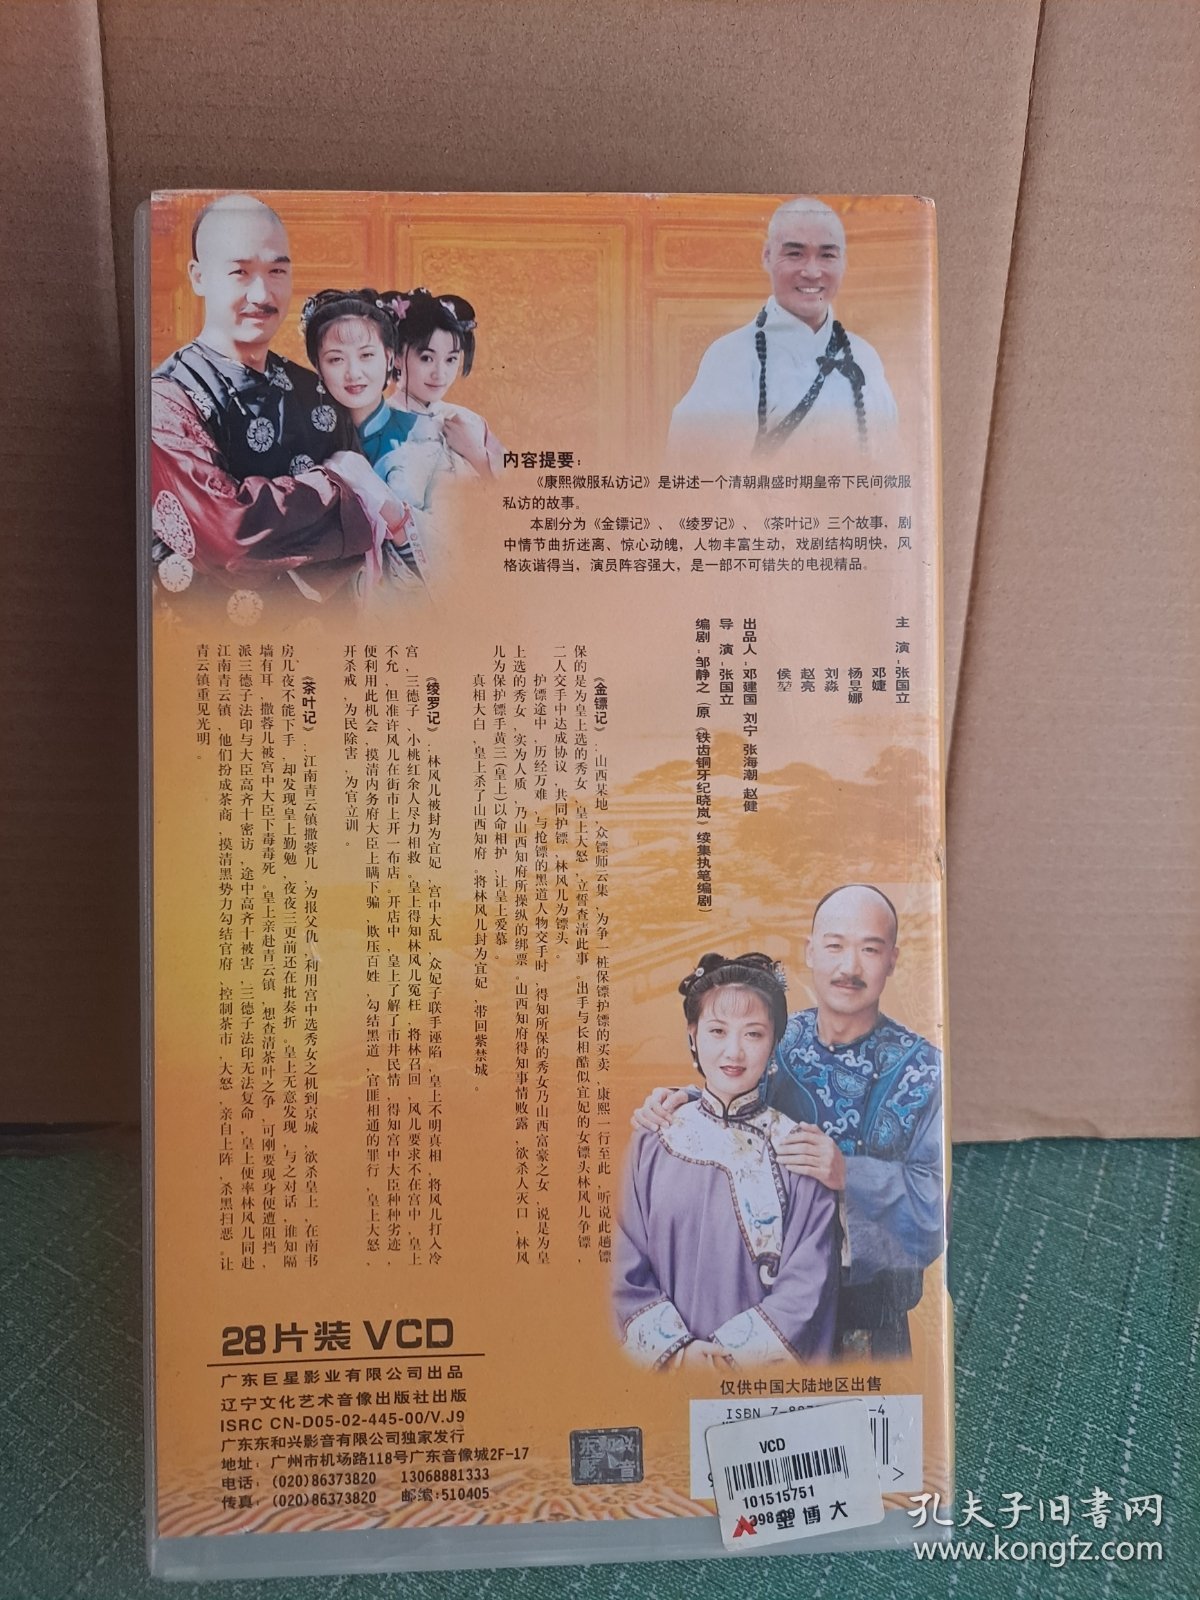 内容提要：
《康熙微服私访记》是讲述一个清朝鼎盛时期皇帝下民间微服
私访的故事。
本剧分为《金镖记》、《绫罗记》、《茶叶记》三个故事，剧
中情节曲折迷离、惊心动魄，人物丰富生动，戏剧结构明快，风
格诙谐得当，演员阵容强大，是一部不可错失的电视精品。
主 演：张国立
邓婕
杨昱娜
刘淼
赵亮
侯堃
出品人：邓建国 刘宁 张海潮 赵健
导 演：张国立
编剧：邹静之（原《铁齿铜牙纪晓岚》续集执笔编剧）
《金镖记》：山西某地，众镖师云集，为争一桩保镖护镖的买卖，康熙一行至此，听说此趟镖
保的是为皇上选的秀女，皇上大怒，立誓查清此事。出手与长相酷似宜妃的女镖头林风儿争镖，
二人交手中达成协议，共同护镖，林风儿为镖头。
护镖途中，历经万难，与抢镖的黑道人物交手时，得知所保的秀女乃山西富豪之女，说是为皇
上选的秀女，实为人质，乃山西知府所操纵的绑票。山西知府得知事情败露，欲杀人灭口，林风
儿为保护镖手黄三(皇上)以命相护，让皇上爱慕。
真相大白，皇上杀了山西知府。将林风儿封为宜妃，带回紫禁城。
《绫罗记》：林风儿被封为宜妃，宫中大乱，众妃子联手诬陷，皇上不明真相，将风儿打入冷
宫，三德子、小桃红余人尽力相救。皇上得知林风儿冤枉，将林召回，风儿要求不在宫中，皇上
不允，但准许风儿在街市上开一布店。开店中，皇上了解了市井民情，得知宫中大臣种种劣迹，
便利用此机会，摸清内务府大臣上瞒下骗，欺压百姓，勾结黑道，官匪相通的罪行，皇上大怒，
开杀戒，为民除害，为官立训。
《茶叶记》：江南青云镇撒蓉儿，为报父仇，利用宫中选秀女之机到京城，欲杀皇上，在南书
房几夜不能下手，却发现皇上勤勉，夜夜三更前还在批奏折。皇上无意发现，与之对话，谁知隔
墙有耳，撒蓉儿被宫中大臣下毒毒死。皇上亲赴青云镇，想查清茶叶之争，可刚要现身便遭阻挡，
派三德子法印与大臣高齐十密访，途中高齐十被害，三德子法印无法复命，皇上便率林风儿同赴
江南青云镇，他们扮成茶商，摸清黑势力勾结官府，控制茶市，大怒，亲自上阵，杀黑扫恶。让
青云镇重见光明。
28片装 VCD
广东巨星影业有限公司出品
辽宁文化艺术音像出版社出版
ISRC CN-D05-02-445-00/V.J9
广东东和兴影音有限公司独家发行
地址：广州市机场路118号广东音像城2F-17
电话：(020)86373820 13068881333
传真：(020)86373820 邮编:510405
东和兴
影音
仅供中国大陆地区出售
ISBN 7-
-4
VCD
101515751
金博大
孔夫子旧书网
www.kongfz.com